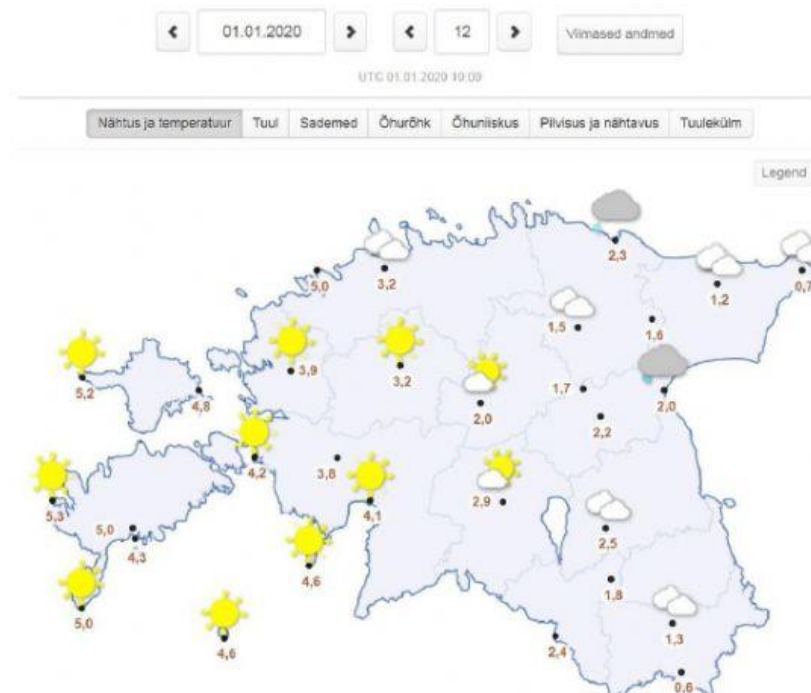 01.01.2020 12 Viimased andmed
UTC 01.01.2020 10:00
Nähtus ja temperatuur Tuul Sademed Õhurõhk Õhuniiskus Pilvisus ja nähtavus Tuulekülm
Legend
2,3
5,0 3,2
1,2 0,7
1,5 1,6
3,9 3,2
5,2 4,8 2,0 1,7 2,0
2,2
4,2 3,8
5,3 4,1 2,9
5,0 2,5
4,3
4,6 1,8
5,0 1,3
4,6 2,4
0,6